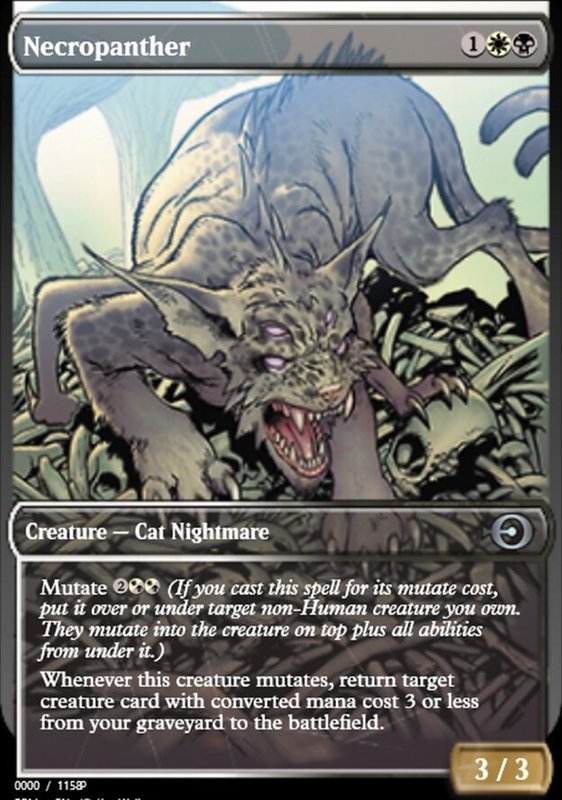 Necropanther
1
Creature — Cat Nightmare
Mutate 2 (If you cast this spell for its mutate cost,
put it over or under target non-Human creature you own.
They mutate into the creature on top plus all abilities
from under it.)
Whenever this creature mutates, return target
creature card with converted mana cost 3 or less
from your graveyard to the battlefield.
3 / 3
0000 / 1158P